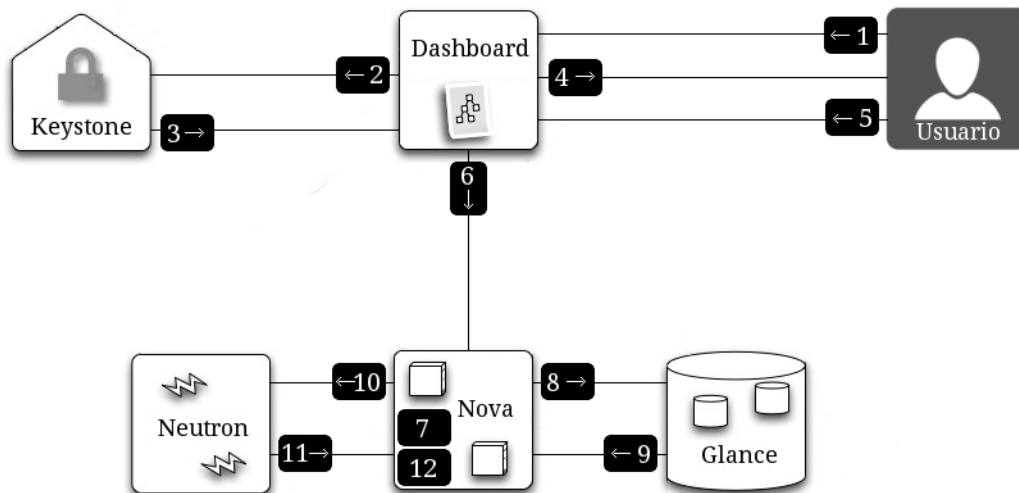 ←1
Dashboard
←2
4→
Keystone
3→
←5
Usuario
6
↓
←10
8→
Nova
Neutron
7
11→
12
←9
Glance